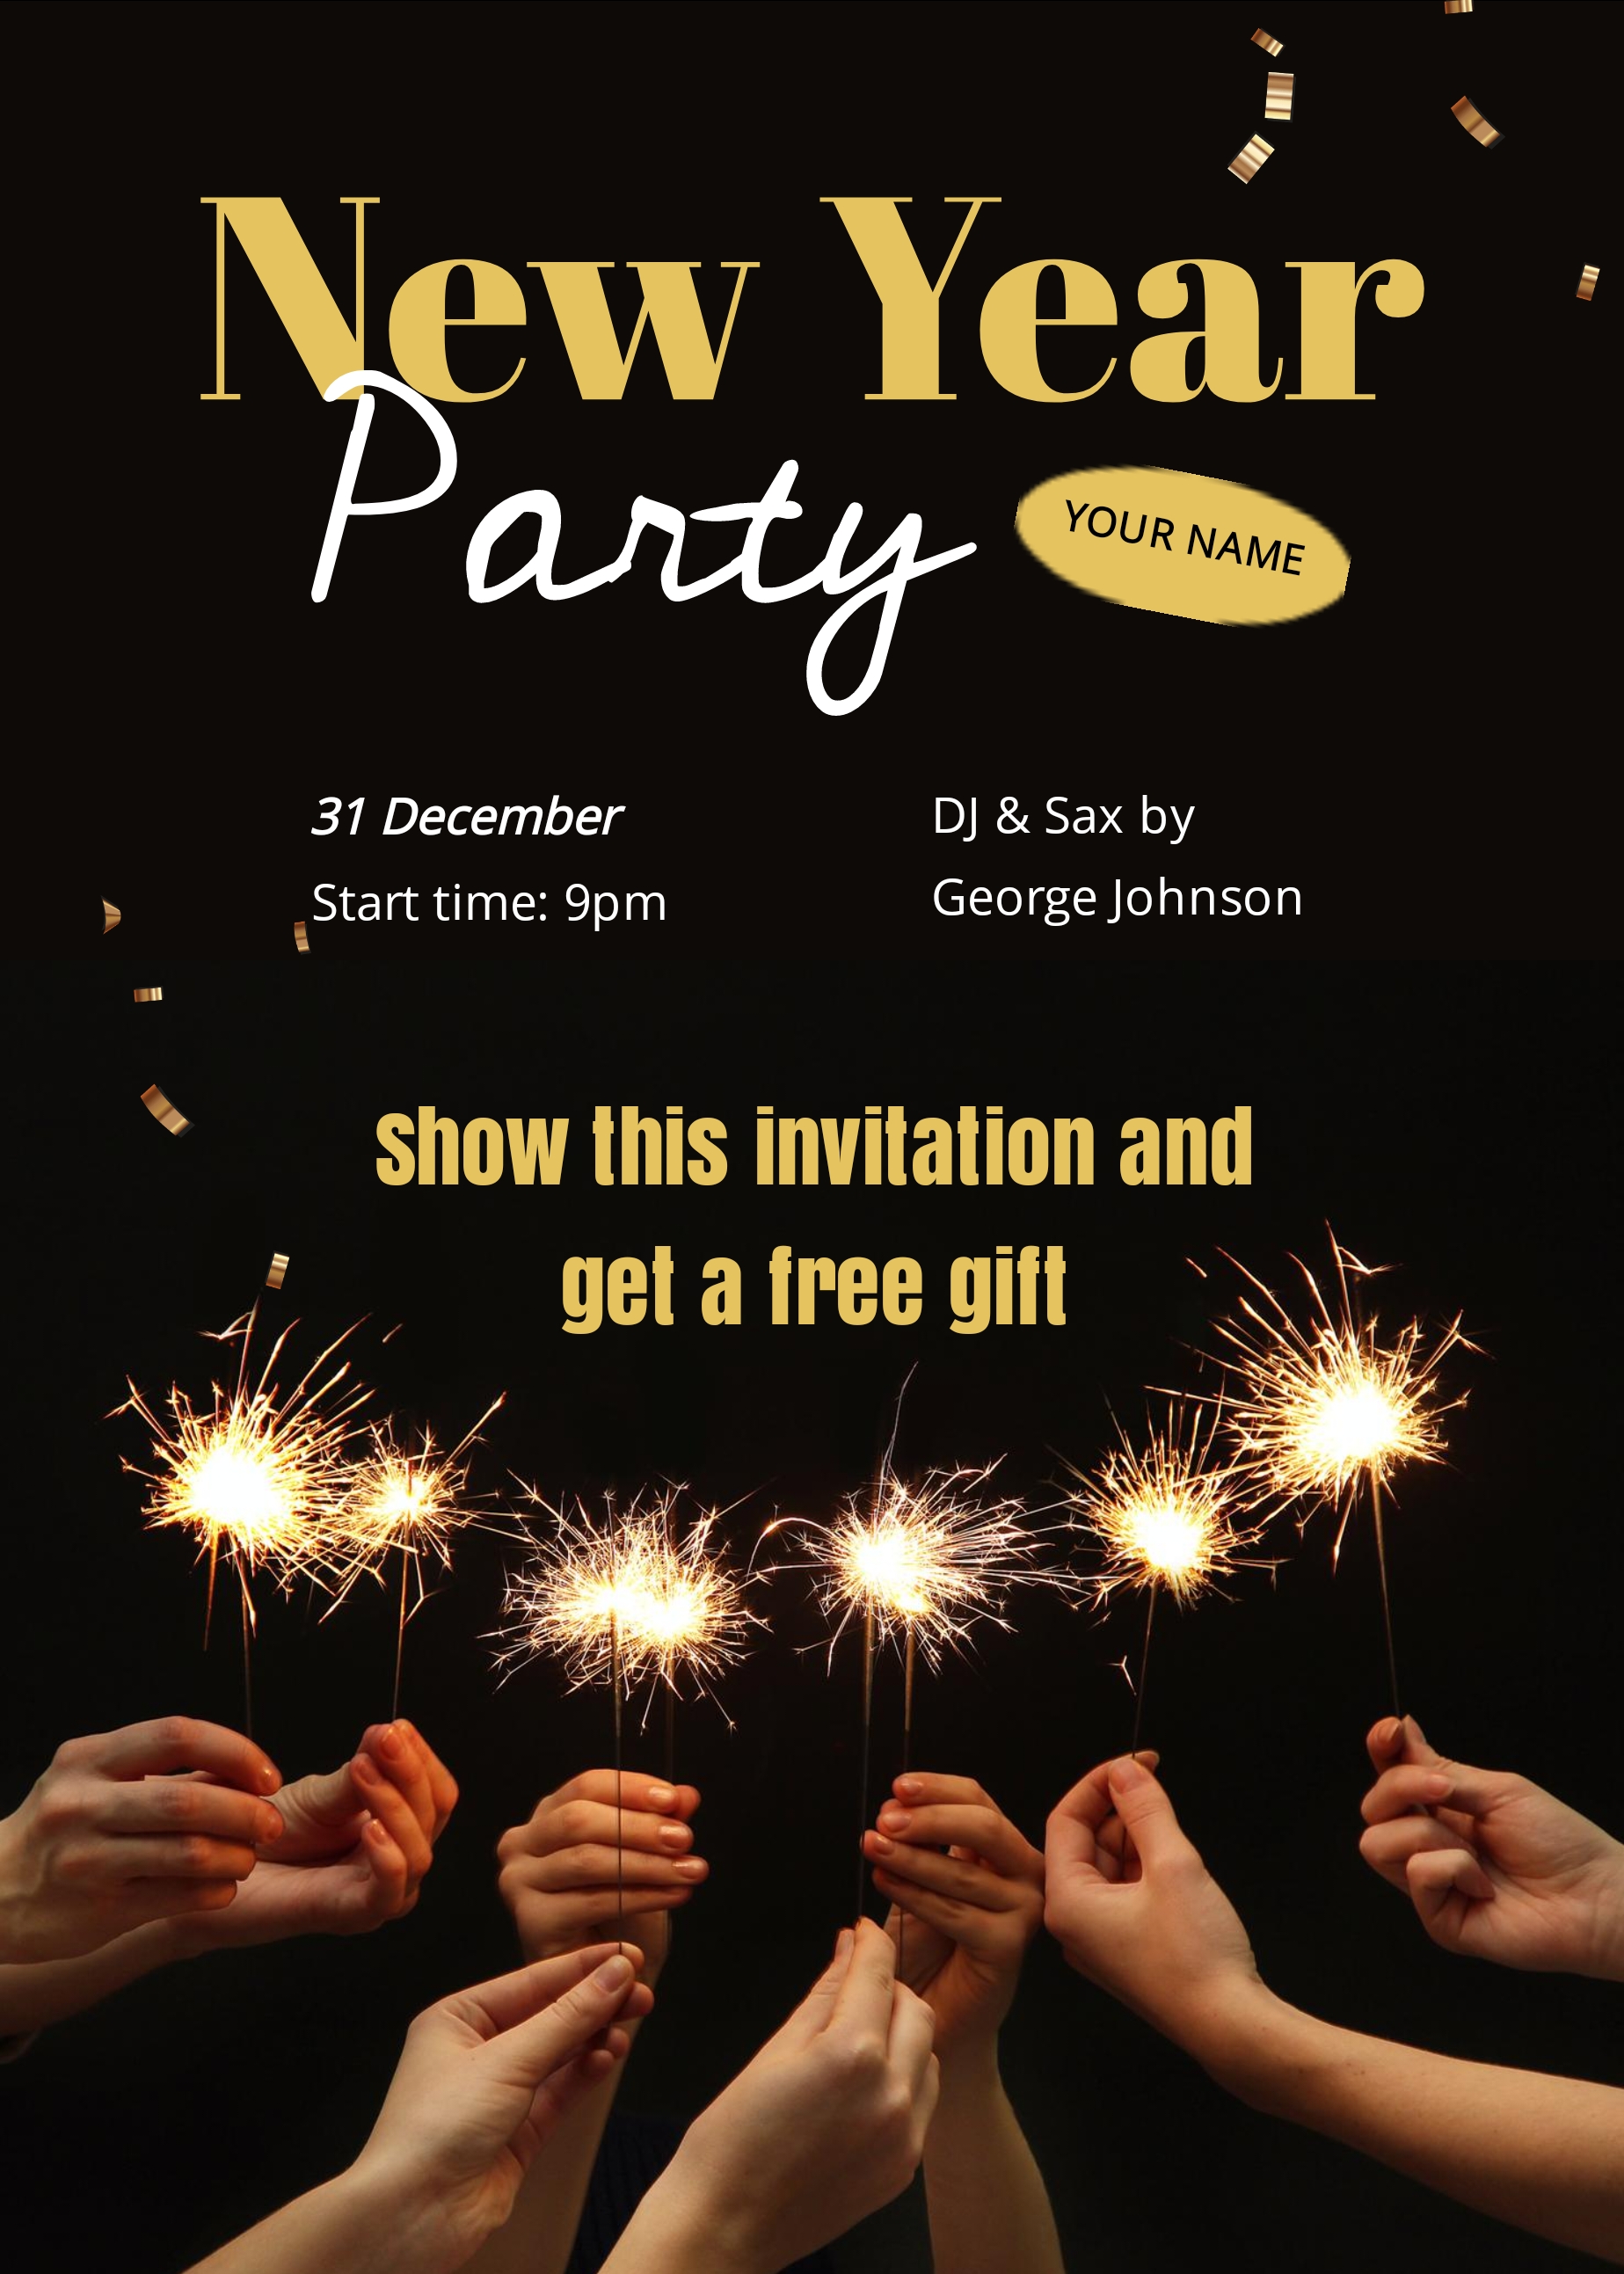 New Year
Party
YOUR NAME
31 December
Start time: 9pm
DJ & Sax by
George Johnson
Show this invitation and
get a free gift